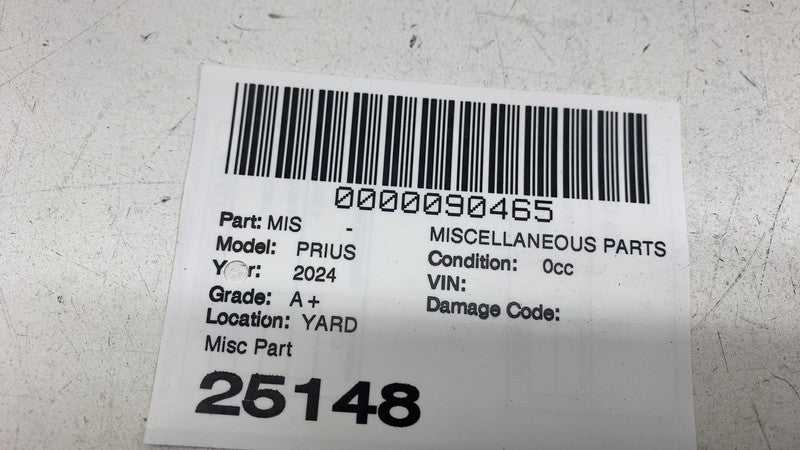 0000090465
Part: MIS - MISCELLANEOUS PARTS
Model: PRIUS Condition: 0cc
2024 VIN:
Grade: A+ Damage Code:
Location: YARD
Misc Part
25148